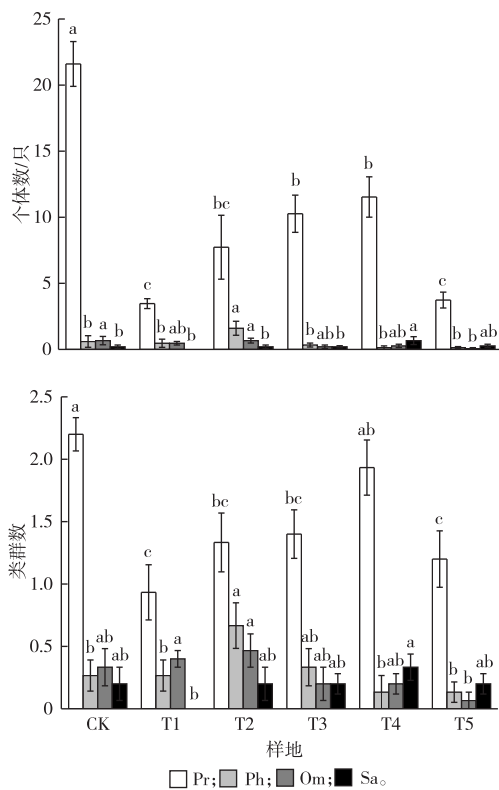 25
20
15
10
5
0
个体数/只
a
b a b
c
b ab b
bc
a a b
b
b ab b
b
b ab a
c
b b ab
2.5
2.0
1.5
1.0
0.5
0
类群数
a
b ab ab
c
b a b
bc
a a ab
bc
ab ab ab
ab
b ab a
c
b b ab
CK T1 T2 T3 T4 T5
样地
Pr; Ph; Om; Sa。